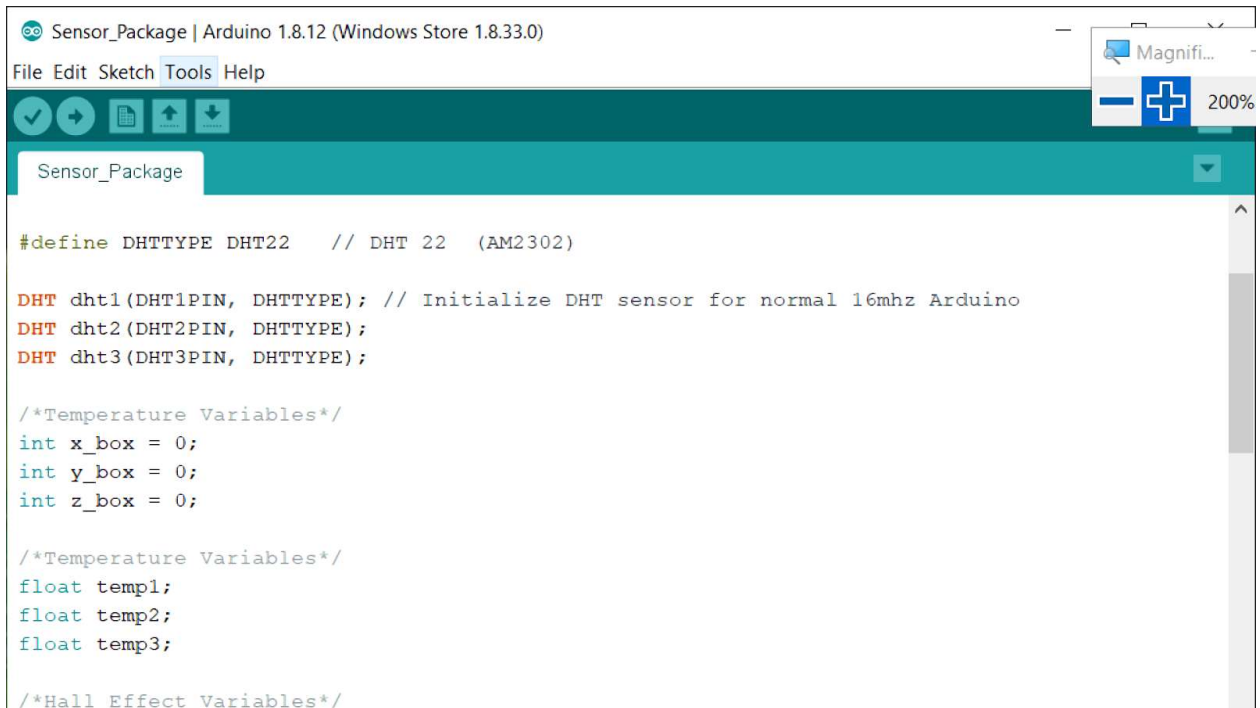 Sensor_Package | Arduino 1.8.12 (Windows Store 1.8.33.0)
Magnifi...
File Edit Sketch Tools Help
200%
Sensor_Package
#define DHTTYPE DHT22   // DHT 22  (AM2302)
DHT dht1(DHT1PIN, DHTTYPE); // Initialize DHT sensor for normal 16mhz Arduino
DHT dht2(DHT2PIN, DHTTYPE);
DHT dht3(DHT3PIN, DHTTYPE);
/*Temperature Variables*/
int x_box = 0;
int y_box = 0;
int z_box = 0;
/*Temperature Variables*/
float temp1;
float temp2;
float temp3;
/*Hall Effect Variables*/